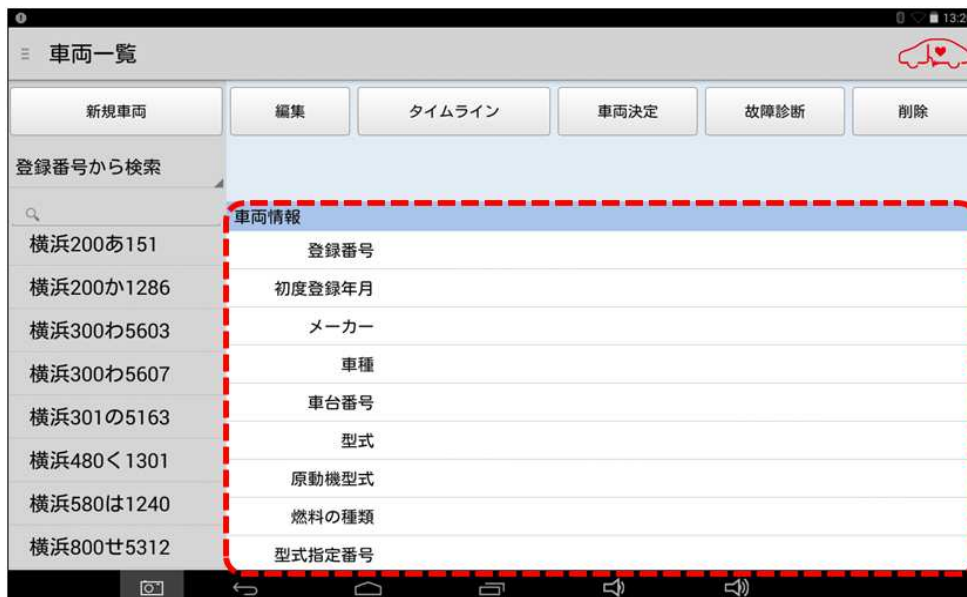 13:2
車両一覧
新規車両
編集
タイムライン
車両決定
故障診断
削除
登録番号から検索
横浜200あ151
横浜200か1286
横浜300わ5603
横浜300わ5607
横浜301の5163
横浜480く1301
横浜580は1240
横浜800せ5312
車両情報
登録番号
初度登録年月
メーカー
車種
車台番号
型式
原動機型式
燃料の種類
型式指定番号